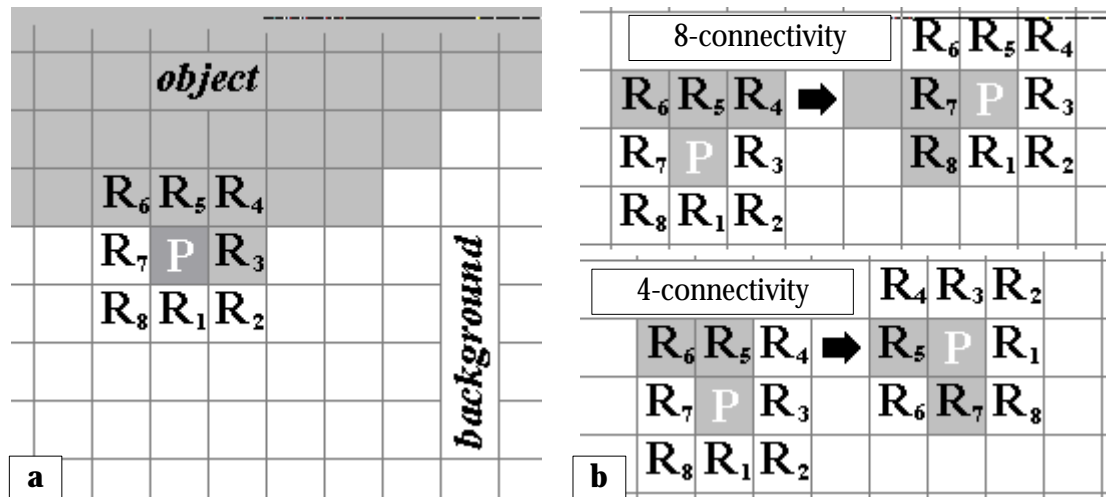 object
R₆ R₅ R₄
R₇ P R₃
R₈ R₁ R₂
background
a
8-connectivity
R₆ R₅ R₄
R₆ R₅ R₄ R₇ P R₃
R₇ P R₃ R₈ R₁ R₂
R₈ R₁ R₂
4-connectivity
R₄ R₃ R₂
R₆ R₅ R₄ R₅ P R₁
R₇ P R₃ R₆ R₇ R₈
R₈ R₁ R₂
b